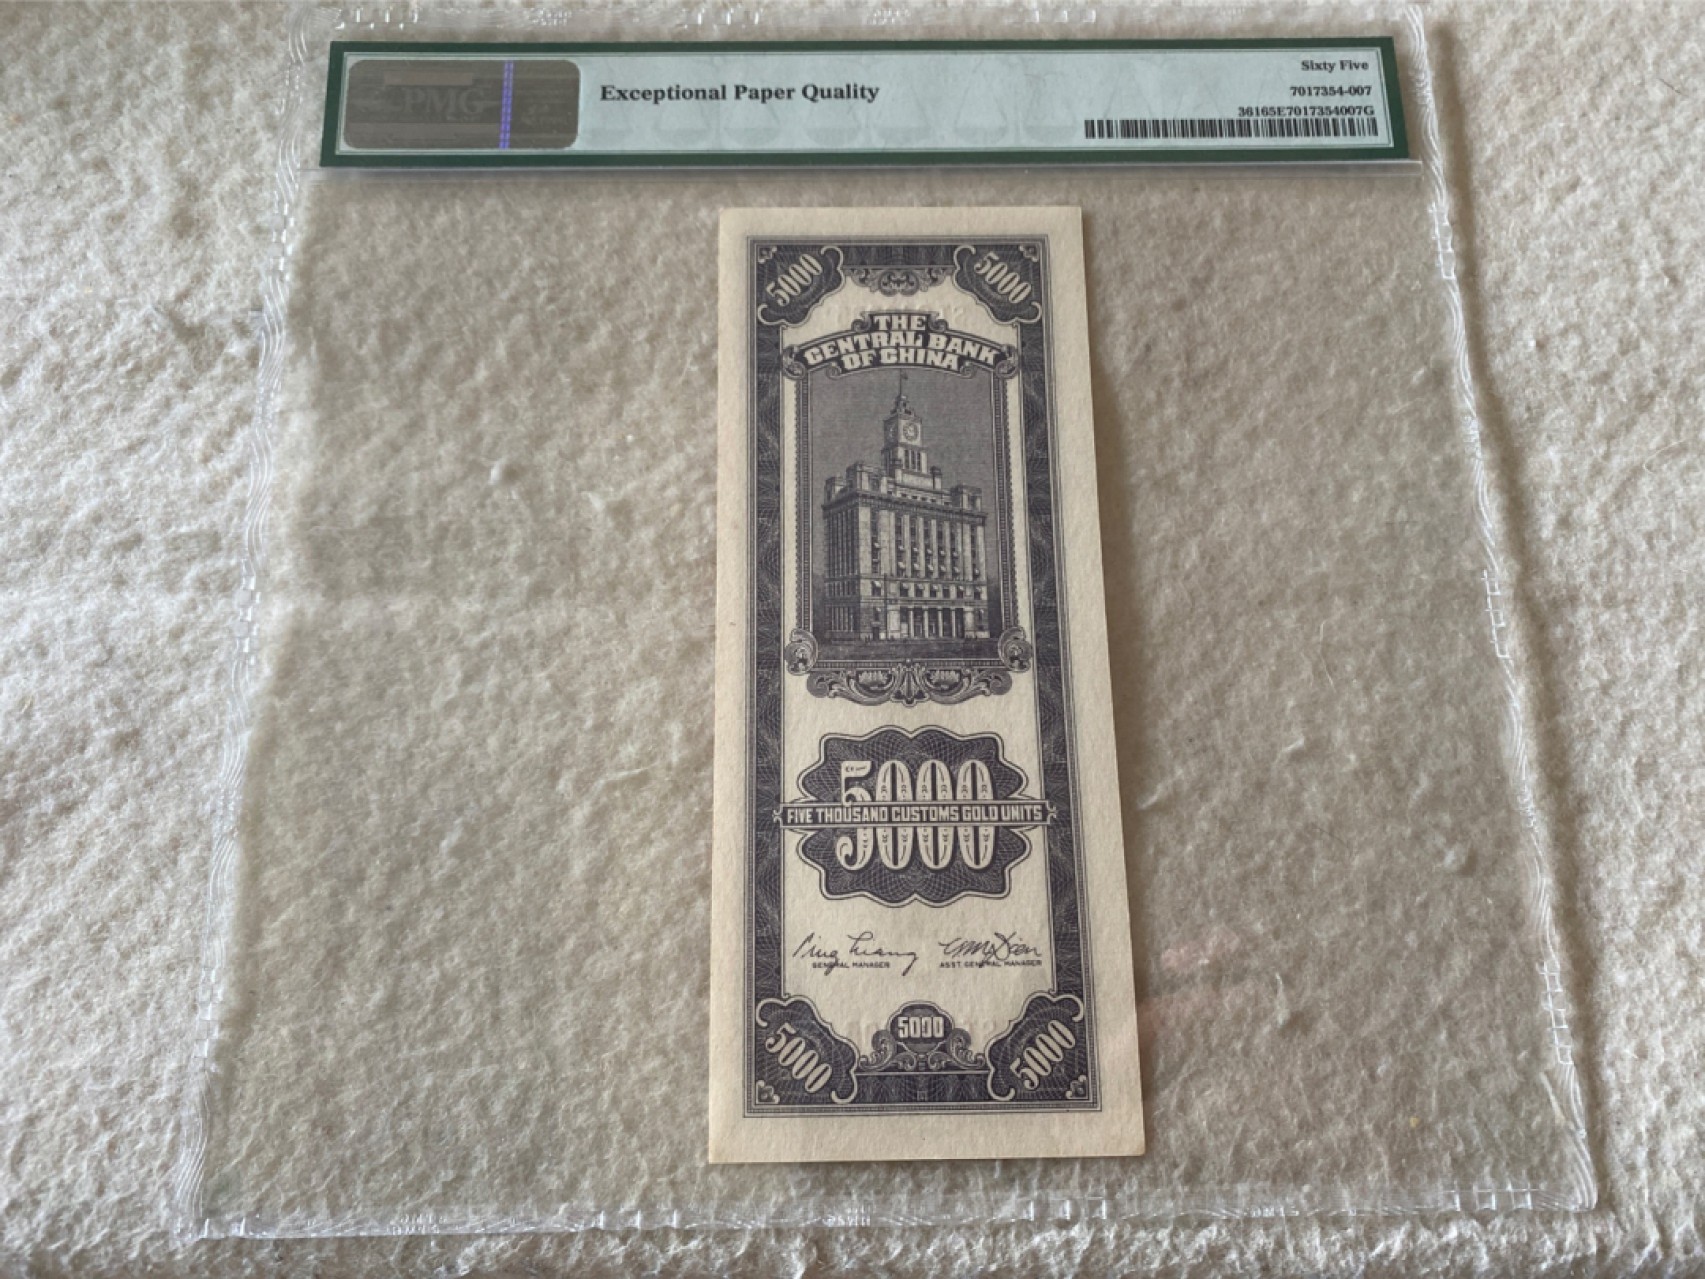 PMG
Exceptional Paper Quality
Sixty Five
7017354-007
36165E7017354007G
5000 5000
THE
CENTRAL BANK
OF CHINA
5000
FIVE THOUSAND CUSTOMS GOLD UNITS
5000
GENERAL MANAGER ASST. GENERAL MANAGER
5000
5000 5000